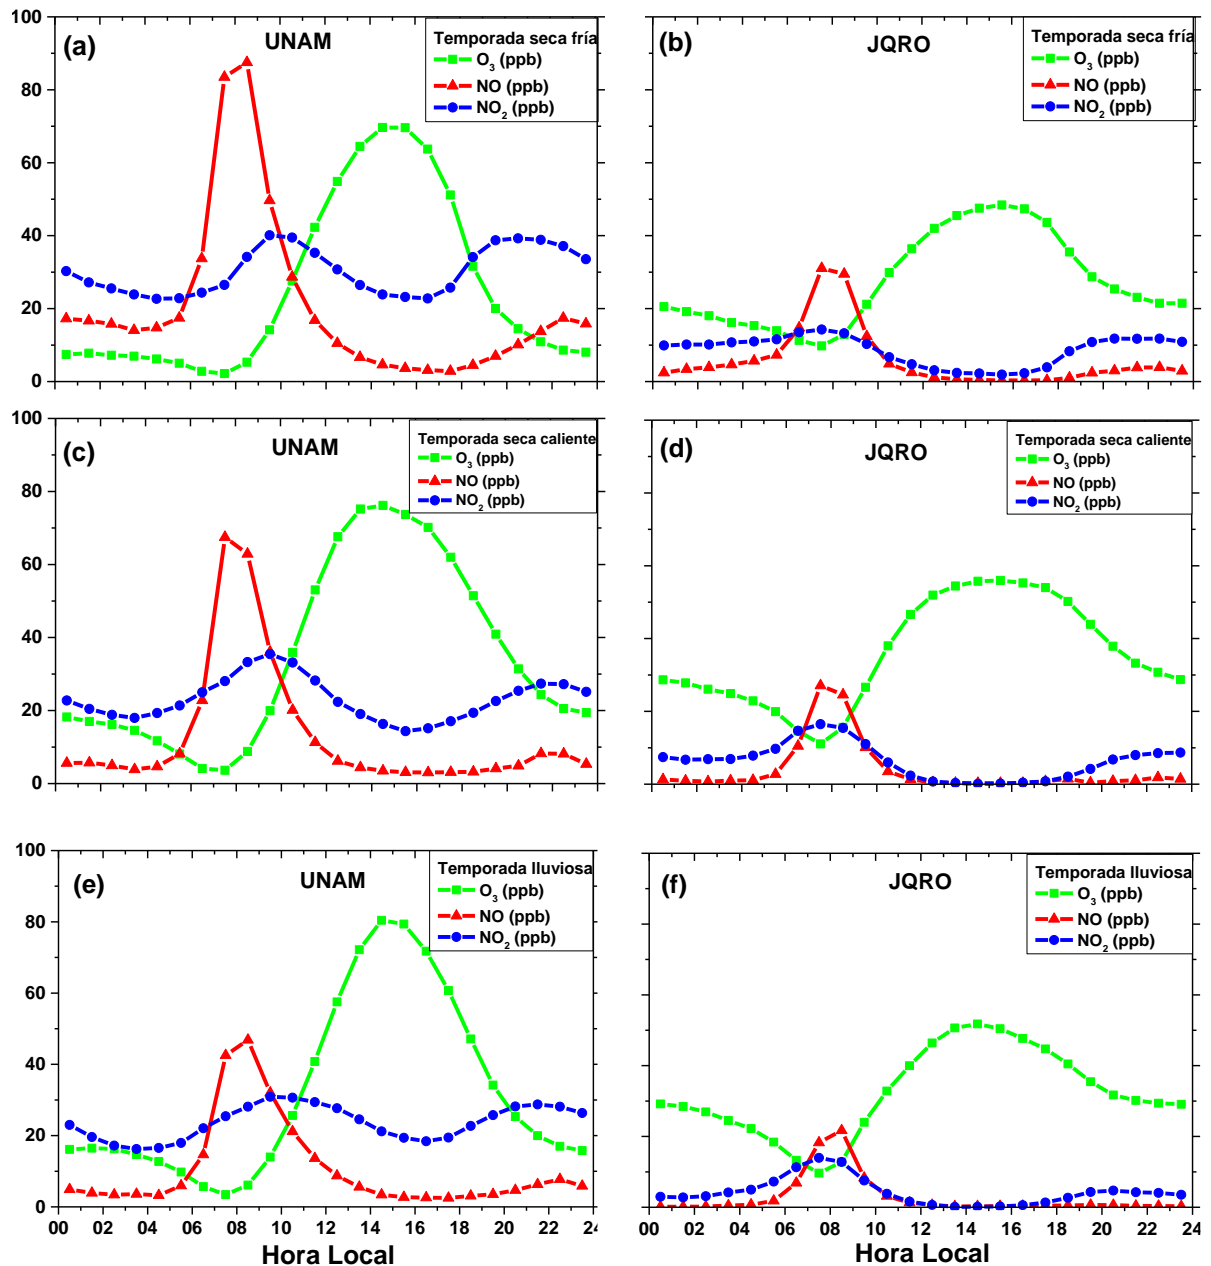 (a)
UNAM
Temporada seca fría
O₃ (ppb)
NO (ppb)
NO₂ (ppb)
100
80
60
40
20
0
(b)
JQRO
Temporada seca fría
O₃ (ppb)
NO (ppb)
NO₂ (ppb)
(c)
UNAM
Temporada seca caliente
O₃ (ppb)
NO (ppb)
NO₂ (ppb)
100
80
60
40
20
0
(d)
JQRO
Temporada seca caliente
O₃ (ppb)
NO (ppb)
NO₂ (ppb)
(e)
UNAM
Temporada lluviosa
O₃ (ppb)
NO (ppb)
NO₂ (ppb)
100
80
60
40
20
0
00 02 04 06 08 10 12 14 16 18 20 22 24
Hora Local
(f)
JQRO
Temporada lluviosa
O₃ (ppb)
NO (ppb)
NO₂ (ppb)
00 02 04 06 08 10 12 14 16 18 20 22 24
Hora Local